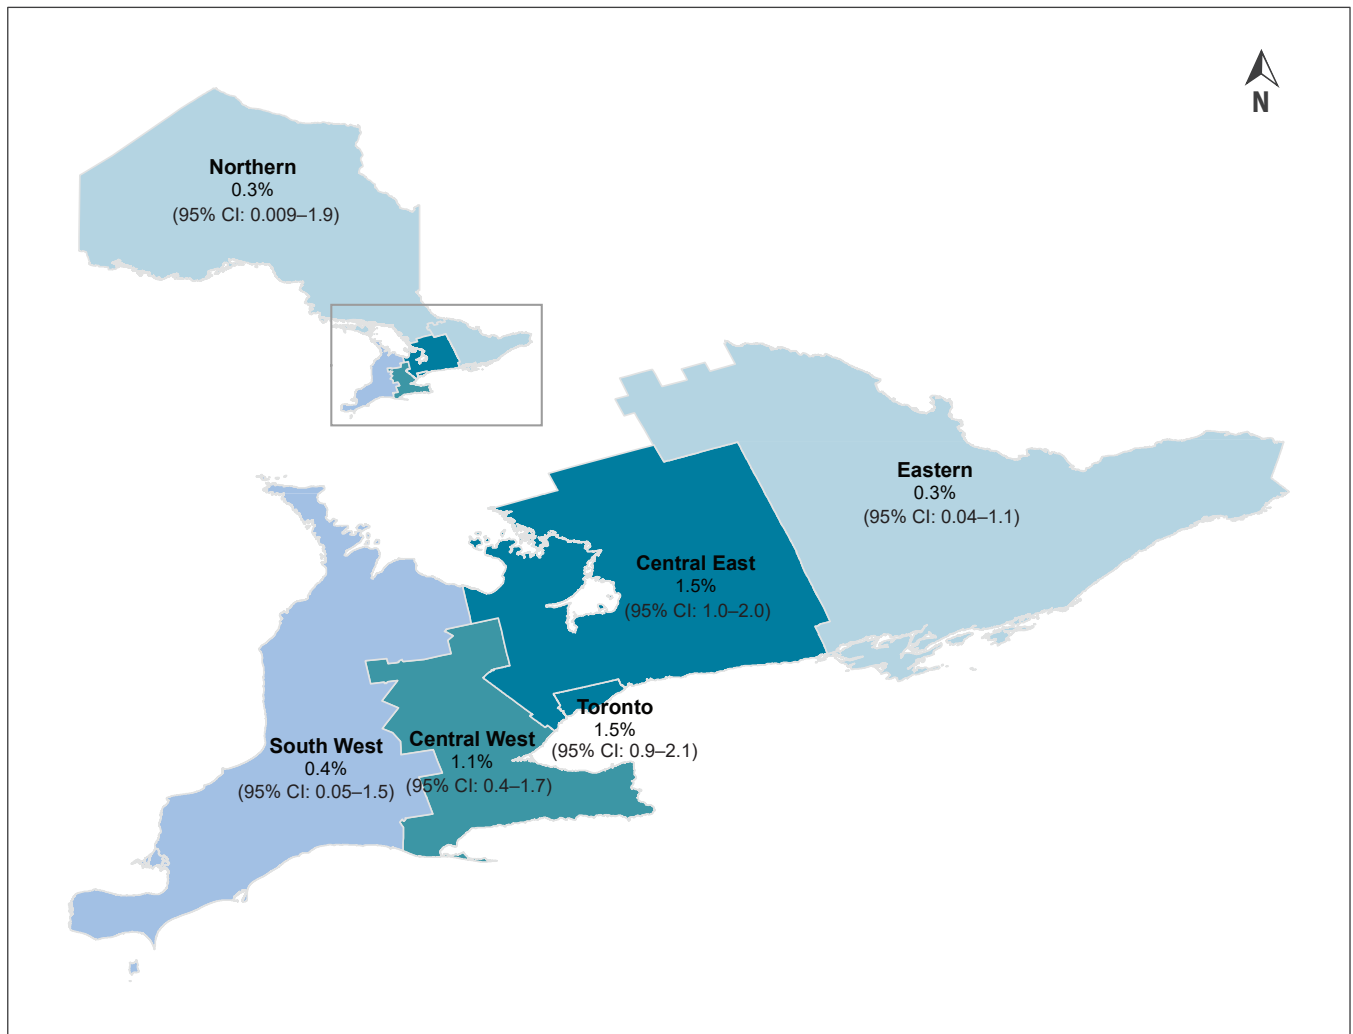 N
Northern
0.3%
(95% CI: 0.009–1.9)
Eastern
0.3%
(95% CI: 0.04–1.1)
Central East
1.5%
(95% CI: 1.0–2.0)
Toronto
1.5%
(95% CI: 0.9–2.1)
Central West
1.1%
(95% CI: 0.4–1.7)
South West
0.4%
(95% CI: 0.05–1.5)